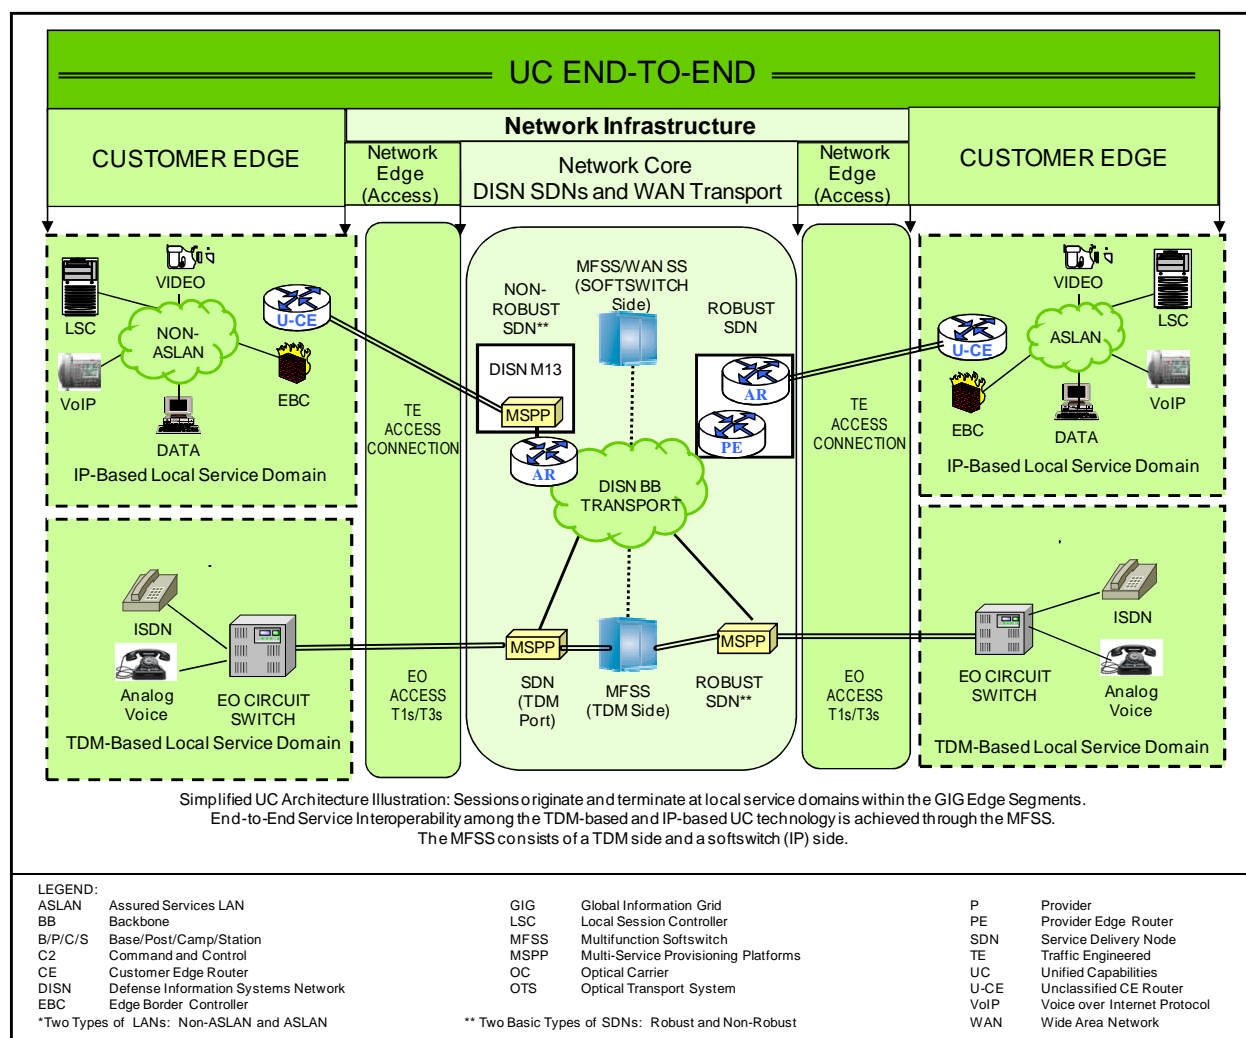 UC END-TO-END
Network Infrastructure
CUSTOMER EDGE
Network
Edge
(Access)
Network Core
DISN SDNs and WAN Transport
Network
Edge
(Access)
CUSTOMER EDGE
VIDEO
LSC
NON-
ASLAN
U-CE
VoIP
EBC
DATA
IP-Based Local Service Domain
TE
ACCESS
CONNECTION
NON-
ROBUST
SDN**
MFSS/WAN SS
(SOFTSWITCH
Side)
ROBUST
SDN
DISN M13
MSPP
AR
AR
PE
DISN BB
TRANSPORT
TE
ACCESS
CONNECTION
VIDEO
LSC
U-CE
ASLAN
VoIP
EBC
DATA
IP-Based Local Service Domain
ISDN
Analog
Voice
EO CIRCUIT
SWITCH
TDM-Based Local Service Domain
EO
ACCESS
T1s/T3s
MSPP
SDN
(TDM
Port)
MFSS
(TDM Side)
MSPP
ROBUST
SDN**
EO
ACCESS
T1s/T3s
ISDN
EO CIRCUIT
SWITCH
Analog
Voice
TDM-Based Local Service Domain
Simplified UC Architecture Illustration: Sessions originate and terminate at local service domains within the GIG Edge Segments.
End-to-End Service Interoperability among the TDM-based and IP-based UC technology is achieved through the MFSS.
The MFSS consists of a TDM side and a softswitch (IP) side.
LEGEND:
ASLAN Assured Services LAN
BB Backbone
B/P/C/S Base/Post/Camp/Station
C2 Command and Control
CE Customer Edge Router
DISN Defense Information Systems Network
EBC Edge Border Controller
*Two Types of LANs: Non-ASLAN and ASLAN
GIG Global Information Grid
LSC Local Session Controller
MFSS Multifunction Softswitch
MSPP Multi-Service Provisioning Platforms
OC Optical Carrier
OTS Optical Transport System
** Two Basic Types of SDNs: Robust and Non-Robust
P Provider
PE Provider Edge Router
SDN Service Delivery Node
TE Traffic Engineered
UC Unified Capabilities
U-CE Unclassified CE Router
VoIP Voice over Internet Protocol
WAN Wide Area Network